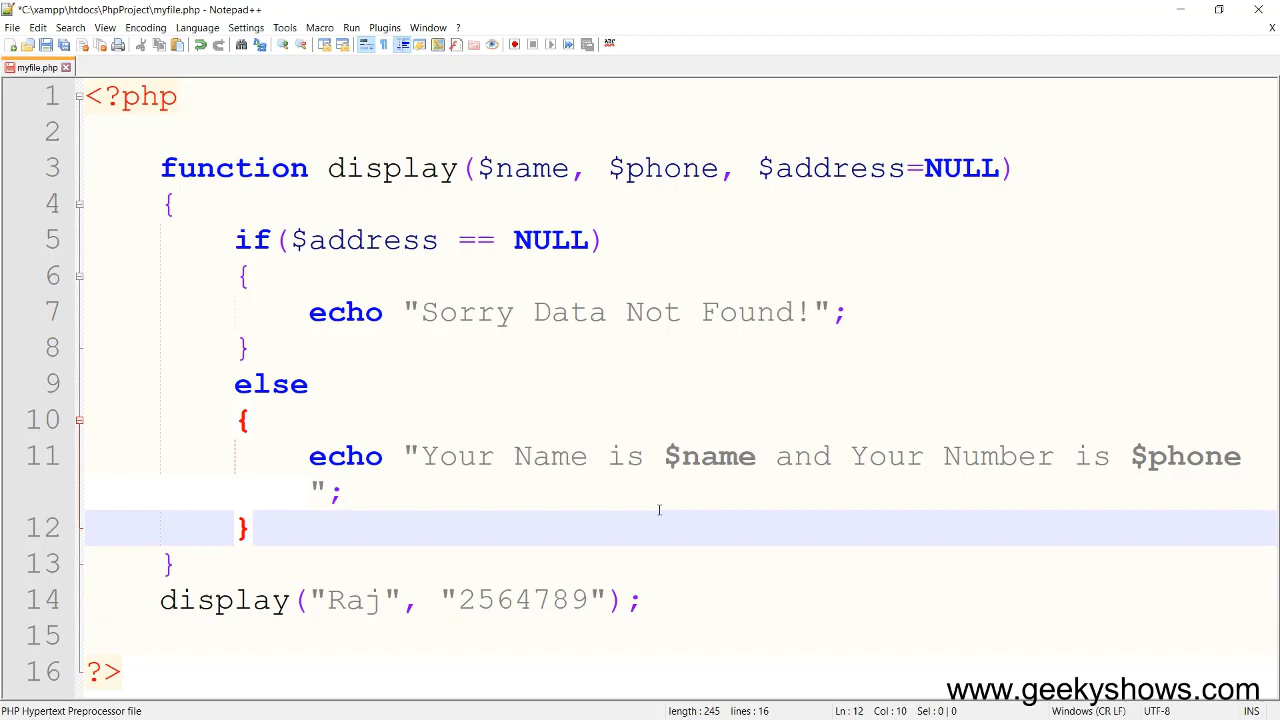 *C:\xampp\htdocs\PhpProject\myfile.php - Notepad++
File Edit Search View Encoding Language Settings Tools Macro Run Plugins Window ? X
myfile.php
1 <?php
2
3 function display($name, $phone, $address=NULL)
4 {
5 if($address == NULL)
6 {
7 echo "Sorry Data Not Found!";
8 }
9 else
10 {
11 echo "Your Name is $name and Your Number is $phone
";
12 }
13 }
14 display("Raj", "2564789");
15
16 ?>
www.geekyshows.com
PHP Hypertext Preprocessor file length : 245 lines : 16 Ln : 12 Col : 10 Sel : 0 | 0 Windows (CR LF) UTF-8 INS